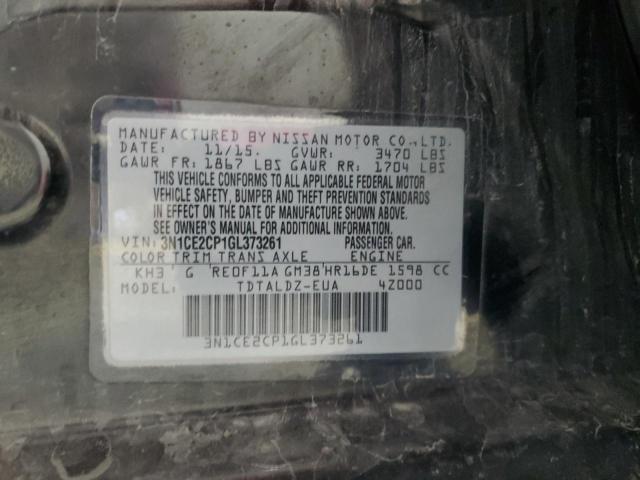 MANUFACTURED BY NISSAN MOTOR CO.,LTD.
DATE: 11/15. GVWR: 3470 LBS
GAWR FR: 1867 LBS GAWR RR: 1704 LBS
THIS VEHICLE CONFORMS TO ALL APPLICABLE FEDERAL MOTOR
VEHICLE SAFETY, BUMPER AND THEFT PREVENTION STANDARDS
IN EFFECT ON THE DATE OF MANUFACTURE SHOWN ABOVE.
SEE OWNER'S MANUAL FOR ADDITIONAL INFORMATION.
VIN: 3N1CE2CP1GL373261 PASSENGER CAR.
COLOR TRIM TRANS AXLE ENGINE
KH3 G RE0F11A GM38 HR16DE 1598 CC
MODEL: TDTALDZ-EUA 4Z000
3N1CE2CP1GL373261